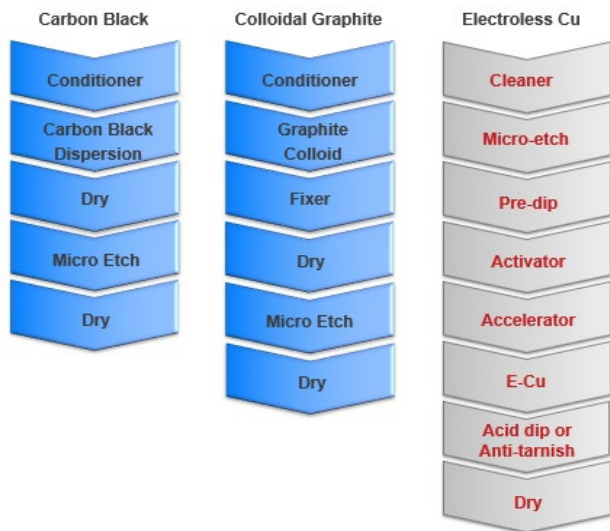 Carbon Black
Conditioner
Carbon Black
Dispersion
Dry
Micro Etch
Dry
Colloidal Graphite
Conditioner
Graphite
Colloid
Fixer
Dry
Micro Etch
Dry
Electroless Cu
Cleaner
Micro-etch
Pre-dip
Activator
Accelerator
E-Cu
Acid dip or
Anti-tarnish
Dry